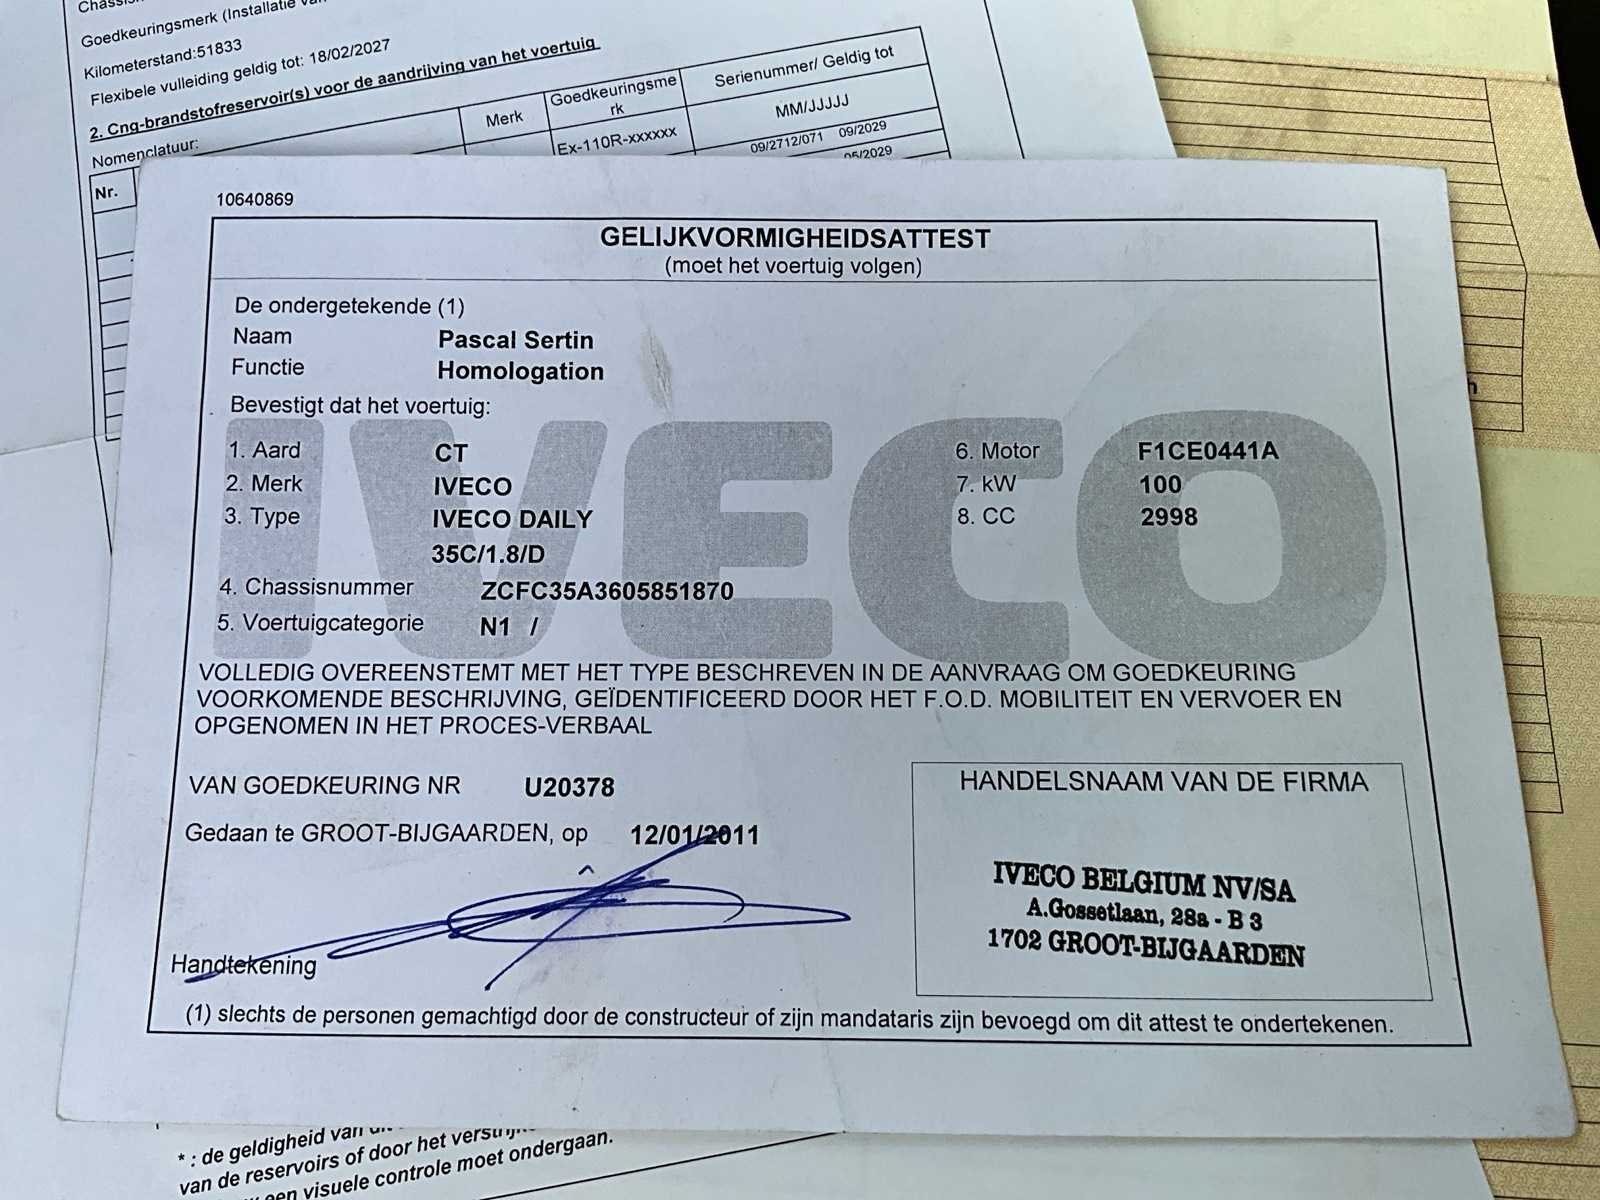 Goedkeuringsmerk (Installatie
Kilometerstand:51833
Flexibele vulleiding geldig tot: 18/02/2027
2. Cng-brandstofreservoir(s) voor de aandrijving van het voertuig
Nomenclatuur:
Nr.
Merk
Goedkeuringsme
rk
Serienummer/ Geldig tot
MM/JJJJJ
Ex-110R-xxxxxx
09/2712/071 09/2029
05/2029
10640869
GELIJKVORMIGHEIDSATTEST
(moet het voertuig volgen)
De ondergetekende (1)
Naam Pascal Sertin
Functie Homologation
Bevestigt dat het voertuig:
IVECO
1. Aard CT 6. Motor F1CE0441A
2. Merk IVECO 7. kW 100
3. Type IVECO DAILY 8. CC 2998
35C/1.8/D
4. Chassisnummer ZCFC35A3605851870
5. Voertuigcategorie N1 /
VOLLEDIG OVEREENSTEMT MET HET TYPE BESCHREVEN IN DE AANVRAAG OM GOEDKEURING
VOORKOMENDE BESCHRIJVING, GEÏDENTIFICEERD DOOR HET F.O.D. MOBILITEIT EN VERVOER EN
OPGENOMEN IN HET PROCES-VERBAAL
VAN GOEDKEURING NR U20378
Gedaan te GROOT-BIJGAARDEN, op 12/01/2011
Handtekening
HANDELSNAAM VAN DE FIRMA
IVECO BELGIUM NV/SA
A.Gossetlaan, 28a - B 3
1702 GROOT-BIJGAARDEN
(1) slechts de personen gemachtigd door de constructeur of zijn mandataris zijn bevoegd om dit attest te ondertekenen.
* : de geldigheid van
van de reservoirs of door het
een visuele controle moet ondergaan.